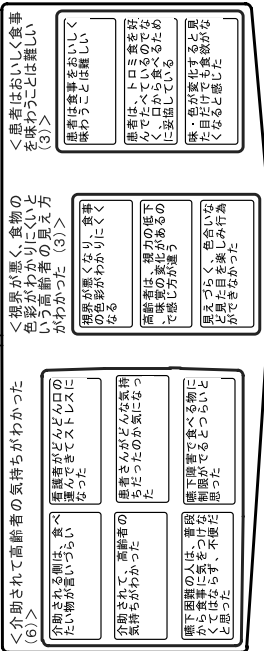 ＜介助されて高齢者の気持ちがわかった
(6)＞
介助される側は、食べ
たい物が言いづらい
看護者がどんどん口の
運んできてストレスに
なった
介助されて、高齢者の
気持ちがわかった
患者さんがどんな気持
ちだったのか気になっ
た
嚥下困難の人は、普段
から食事に気をつけな
くてはならず、不便だ
と思った
嚥下障害で食べる物に
制限がでるとつらいと
思った
＜視界が悪く、食物の
色彩がわかりにくいと
いう高齢者の見え方
がわかった (3)＞
視界が悪くなり、食事
の色彩がわかりにくく
なる
高齢者は、視力の低下
、味覚の変化があるの
で感じ方が違う
見えづらく、色合いな
ど見た目を楽しみ行為
ができなかった
＜患者はおいしく食事
を味わうことは難しい
(3)＞
患者は食事をおいしく
味わうことは難しい
患者は、トロミ食を好
んでたべているのでな
く、口から食べるため
に妥協している
味・色が変化すると見
た目だけでも食欲がな
くなると感じた